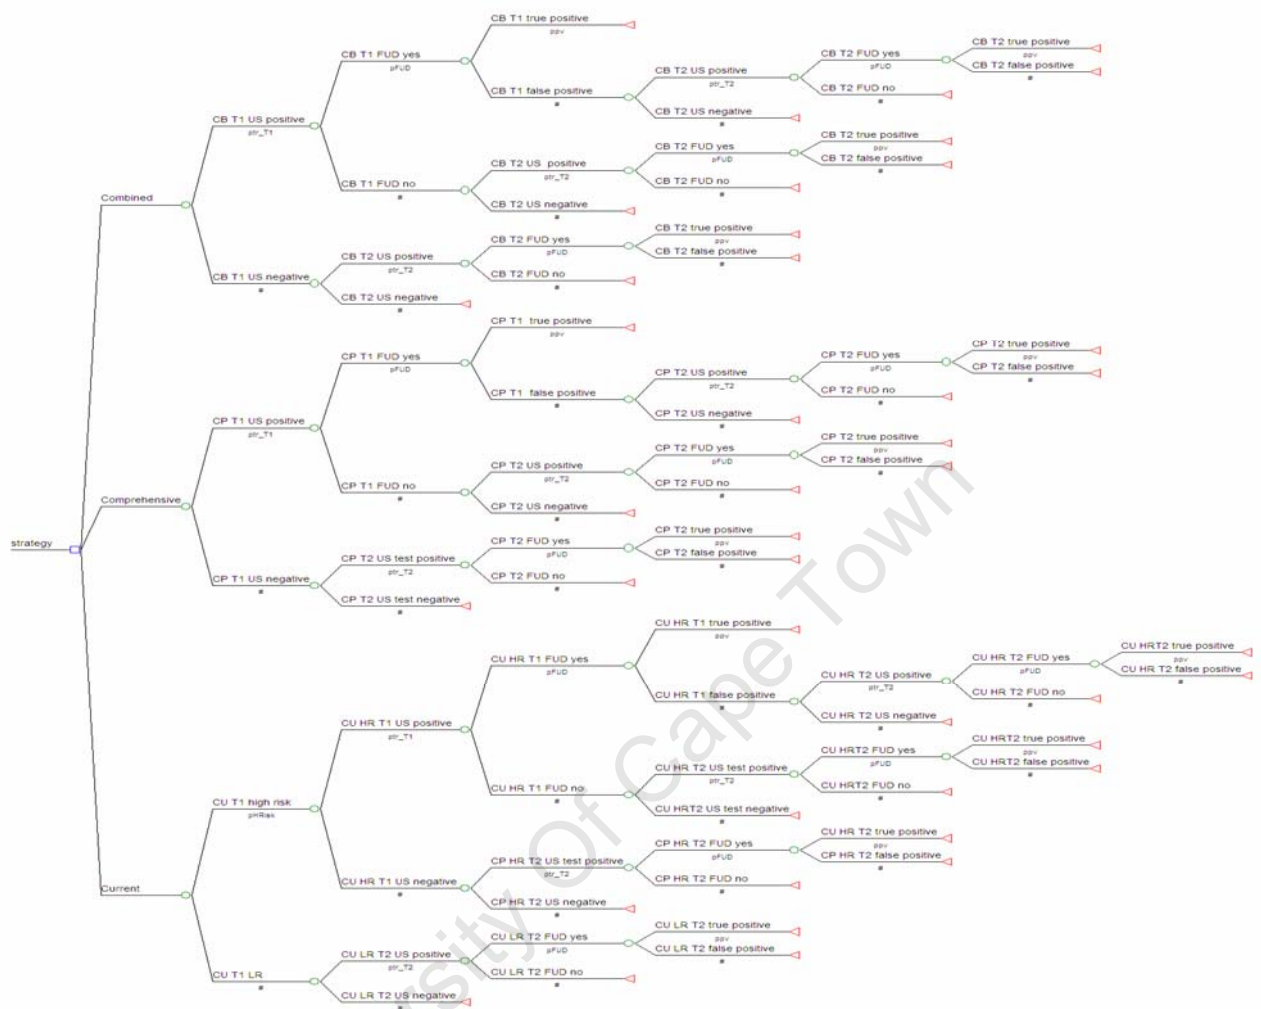 CB T1 true positive
ppv
CB T1 FUD yes
pFUD
CB T2 FUD yes
pFUD
CB T2 true positive
ppv
CB T2 false positive
#
CB T2 US positive
ptr_T2
CB T1 false positive
#
CB T2 FUD no
#
CB T2 US negative
#
CB T1 US positive
ptr_T1
CB T2 true positive
ppv
CB T2 FUD yes
pFUD
CB T2 false positive
#
CB T2 US  positive
ptr_T2
CB T1 FUD no
#
CB T2 FUD no
#
CB T2 US negative
#
Combined
CB T2 true positive
ppv
CB T2 FUD yes
pFUD
CB T2 false positive
#
CB T2 US positive
ptr_T2
CB T1 US negative
#
CB T2 FUD no
#
CB T2 US negative
#
CP T1  true positive
ppv
CP T1 FUD yes
pFUD
CP T2 FUD yes
pFUD
CP T2 true positive
ppv
CP T2 false positive
#
CP T2 US positive
ptr_T2
CP T1  false positive
#
CP T2 FUD no
#
CP T2 US negative
#
CP T1 US positive
ptr_T1
CP T2 true positive
ppv
CP T2 FUD yes
pFUD
CP T2 false positive
#
CP T2 US positive
ptr_T2
CP T1 FUD no
#
CP T2 FUD no
#
CP T2 US negative
#
Comprehensive
strategy
CP T2 true positive
ppv
CP T2 FUD yes
pFUD
CP T2 false positive
#
CP T2 US test positive
ptr_T2
CP T1 US negative
#
CP T2 FUD no
#
CP T2 US test negative
#
CU HR T1 true positive
ppv
CU HR T1 FUD yes
pFUD
CU HRT2 true positive
ppv
CU HR T2 FUD yes
pFUD
CU HR T2 false positive
#
CU HR T2 US positive
ptr_T2
CU HR T1 false positive
#
CU HR T2 FUD no
#
CU HR T2 US negative
#
CU HR T1 US positive
ptr_T1
CU HRT2 true positive
ppv
CU HRT2 FUD yes
pFUD
CU HRT2 false positive
#
CU HR T2 US test positive
ptr_T2
CU HR T1 FUD no
#
CU HRT2 FUD no
#
CU HRT2 US test negative
#
CU T1 high risk
pHRisk
CU HR T2 true positive
ppv
CP HR T2 FUD yes
pFUD
CP HR T2 false positive
#
CP HR T2 US test positive
ptr_T2
CU HR T1 US negative
#
CP HR T2 FUD no
#
CP HR T2 US negative
#
Current
CU LR T2 true positive
ppv
CU LR T2 FUD yes
pFUD
CU LR T2 false positive
#
CU LR T2 US positive
ptr_T2
CU T1 LR
#
CU LR T2 FUD no
#
CU LR T2 US negative
#
rsity Of Cape Town